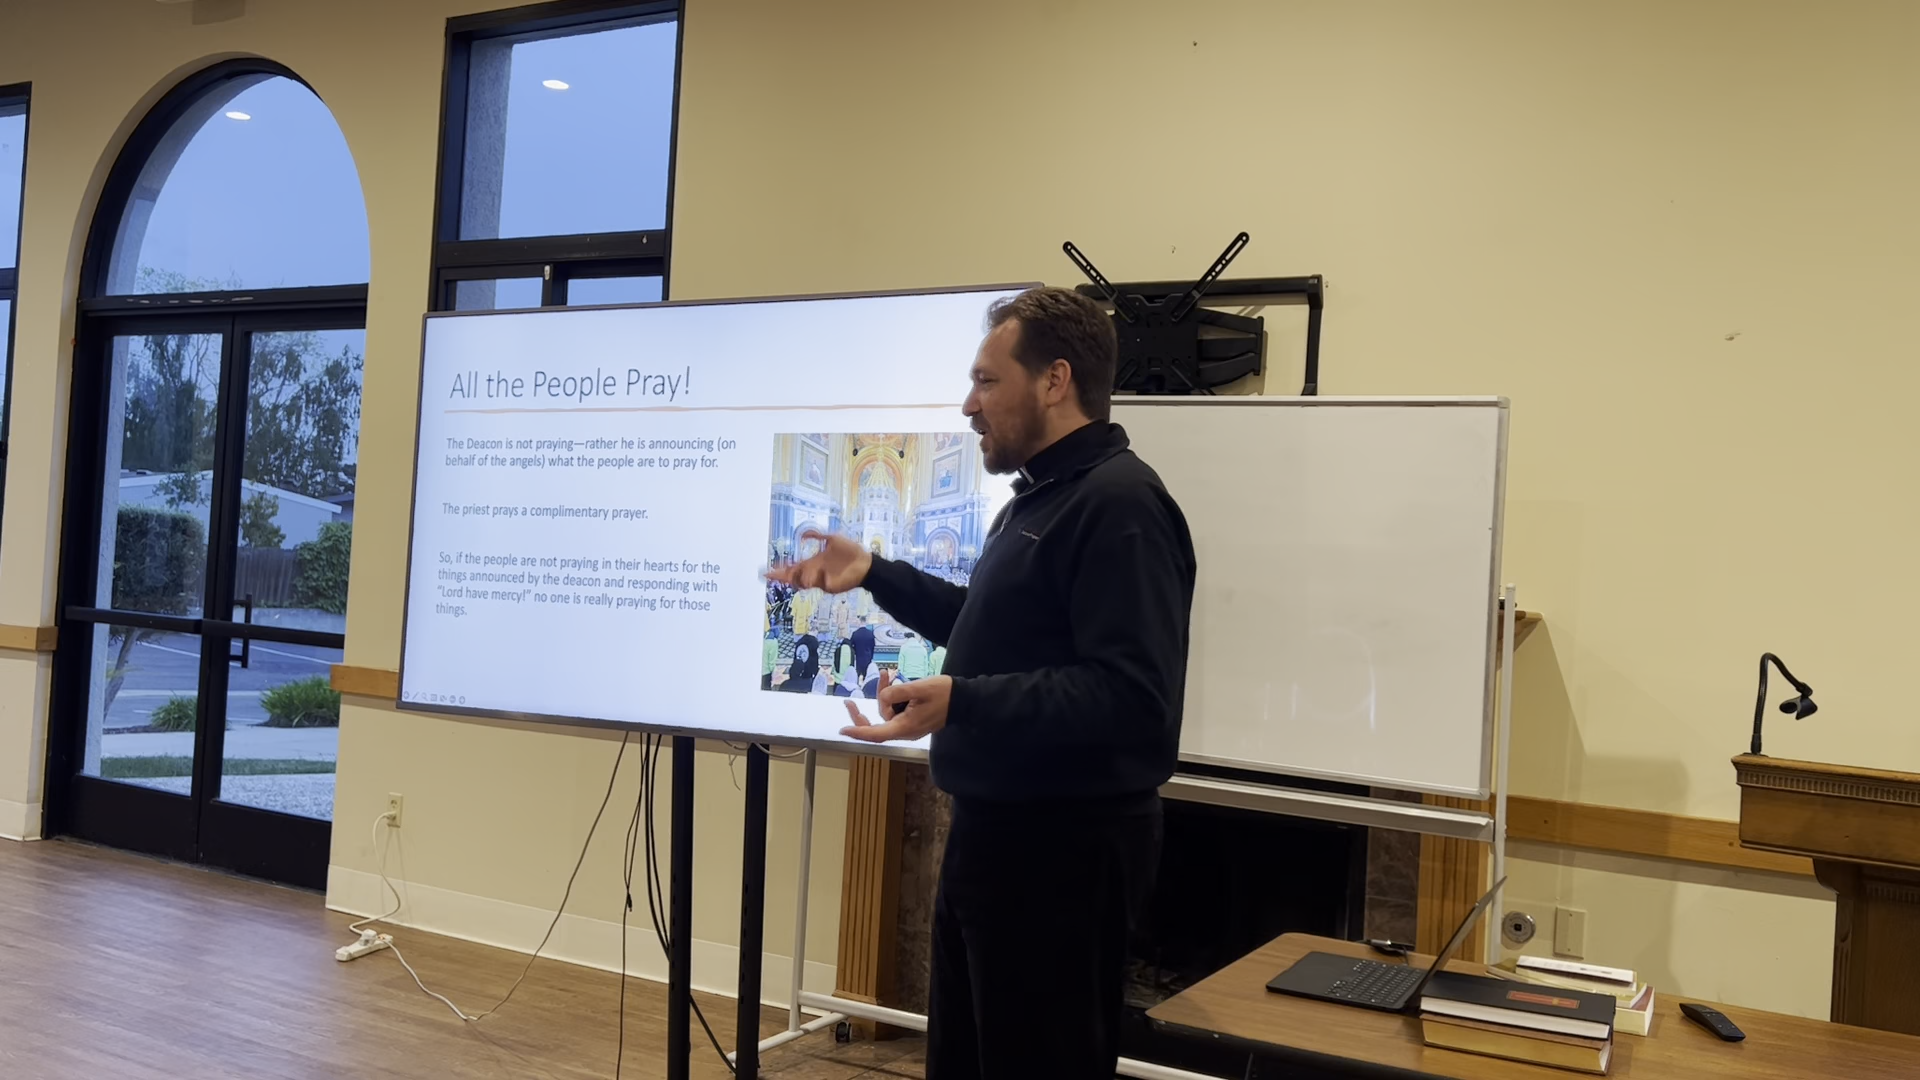 All the People Pray!
The Deacon is not praying—rather he is announcing (on
behalf of the angels) what the people are to pray for.
The priest prays a complimentary prayer.
So, if the people are not praying in their hearts for the
things announced by the deacon and responding with
"Lord have mercy!" no one is really praying for those
things.